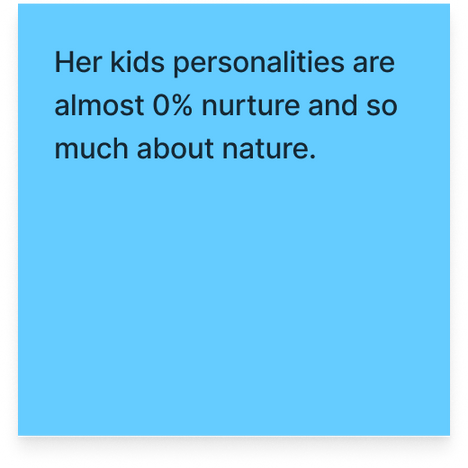 Her kids personalities are
almost 0% nurture and so
much about nature.